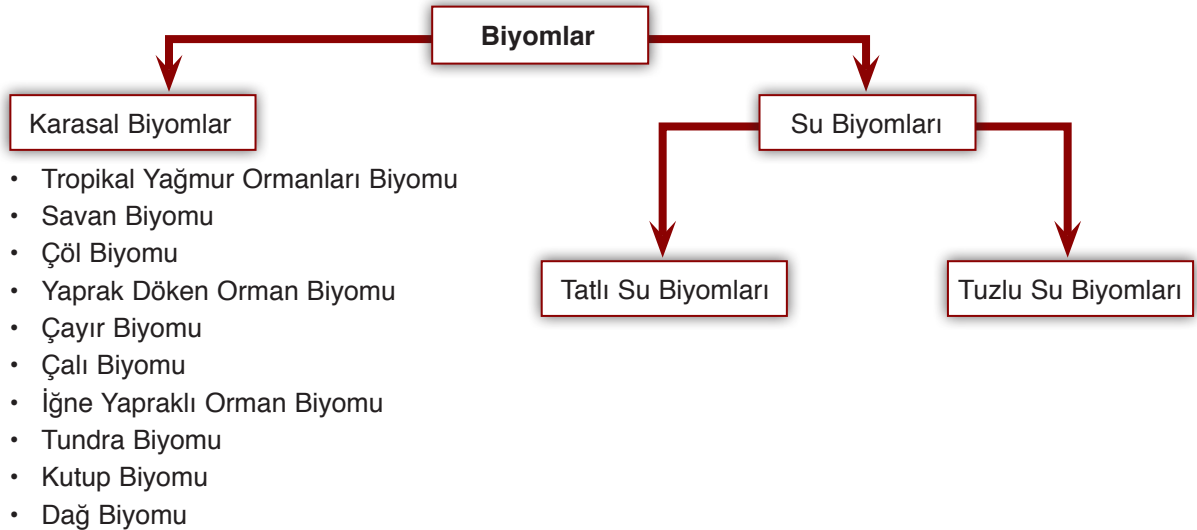 Biyomlar
Karasal Biyomlar
Su Biyomları
• Tropikal Yağmur Ormanları Biyomu
• Savan Biyomu
• Çöl Biyomu
• Yaprak Döken Orman Biyomu
• Çayır Biyomu
• Çalı Biyomu
• İğne Yapraklı Orman Biyomu
• Tundra Biyomu
• Kutup Biyomu
• Dağ Biyomu
Tatlı Su Biyomları
Tuzlu Su Biyomları